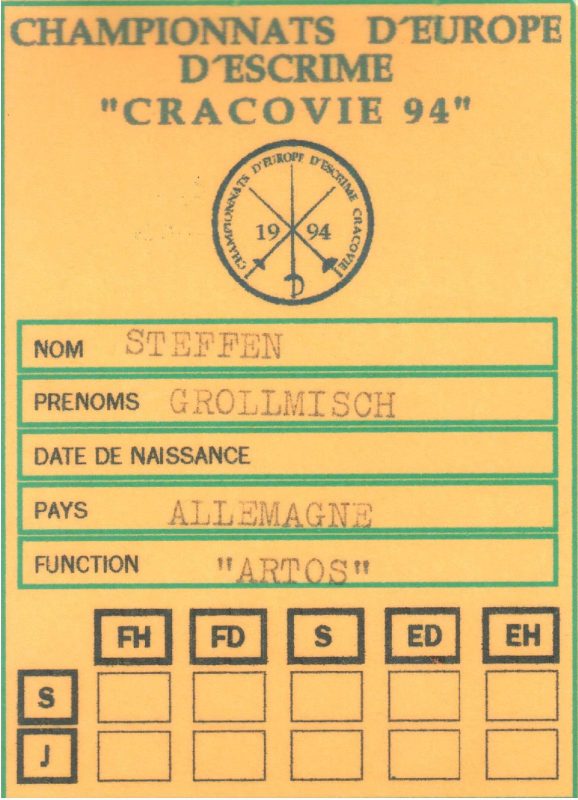 CHAMPIONNATS D´EUROPE
D´ESCRIME
"CRACOVIE 94"
CHAMPIONNATS D'EUROPE D'ESCRIME CRACOVIE
19 94
NOM STEFFEN
PRENOMS GROLLMISCH
DATE DE NAISSANCE
PAYS ALLEMAGNE
FUNCTION "ARTOS"
FH FD S ED EH
S
J